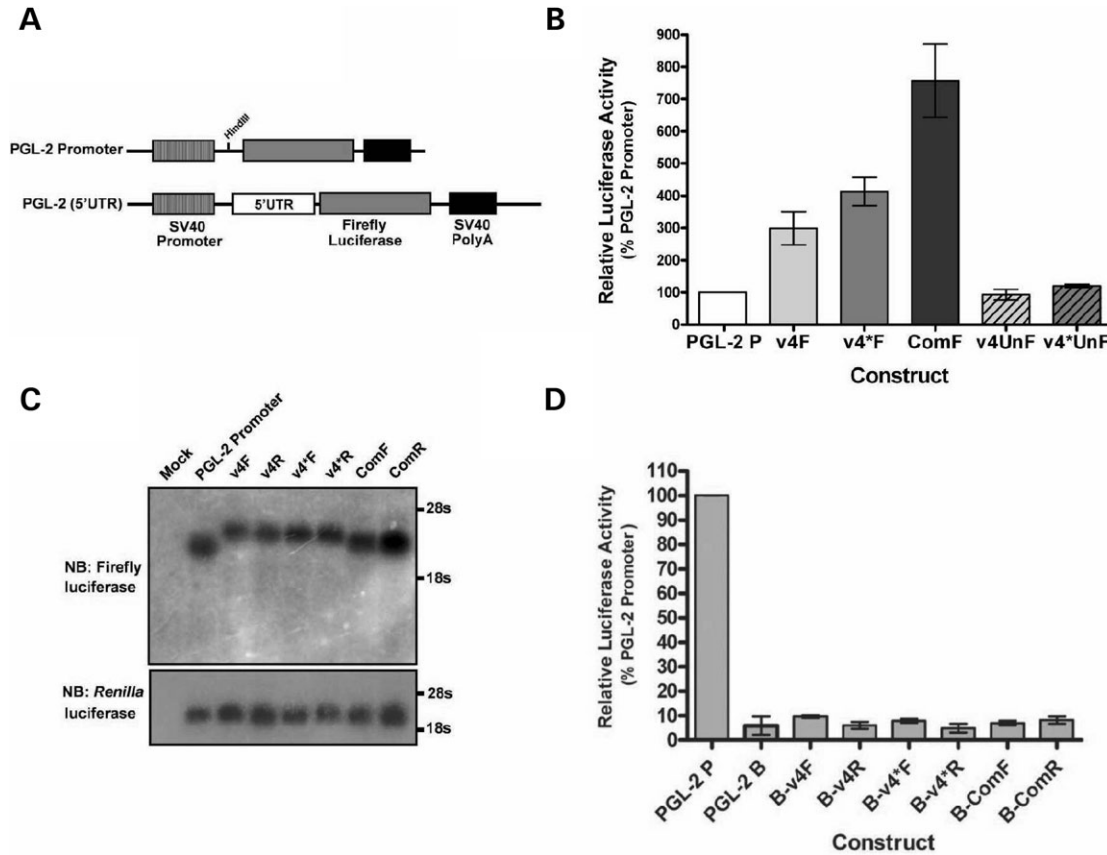 A
HindIII
PGL-2 Promoter
PGL-2 (5'UTR)
5'UTR
SV40
Promoter
Firefly
Luciferase
SV40
PolyA
B
Relative Luciferase Activity
(% PGL-2 Promoter)
900
800
700
600
500
400
300
200
100
0
PGL-2 P v4F v4*F ComF v4UnF v4*UnF
Construct
C
Mock PGL-2 Promoter v4F v4R v4*F v4*R ComF ComR
28s
NB: Firefly
luciferase
18s
NB: Renilla
luciferase
28s
18s
D
Relative Luciferase Activity
(% PGL-2 Promoter)
110
100
90
80
70
60
50
40
30
20
10
0
PGL-2 P PGL-2 B B-v4F B-v4R B-v4*F B-v4*R B-ComF B-ComR
Construct